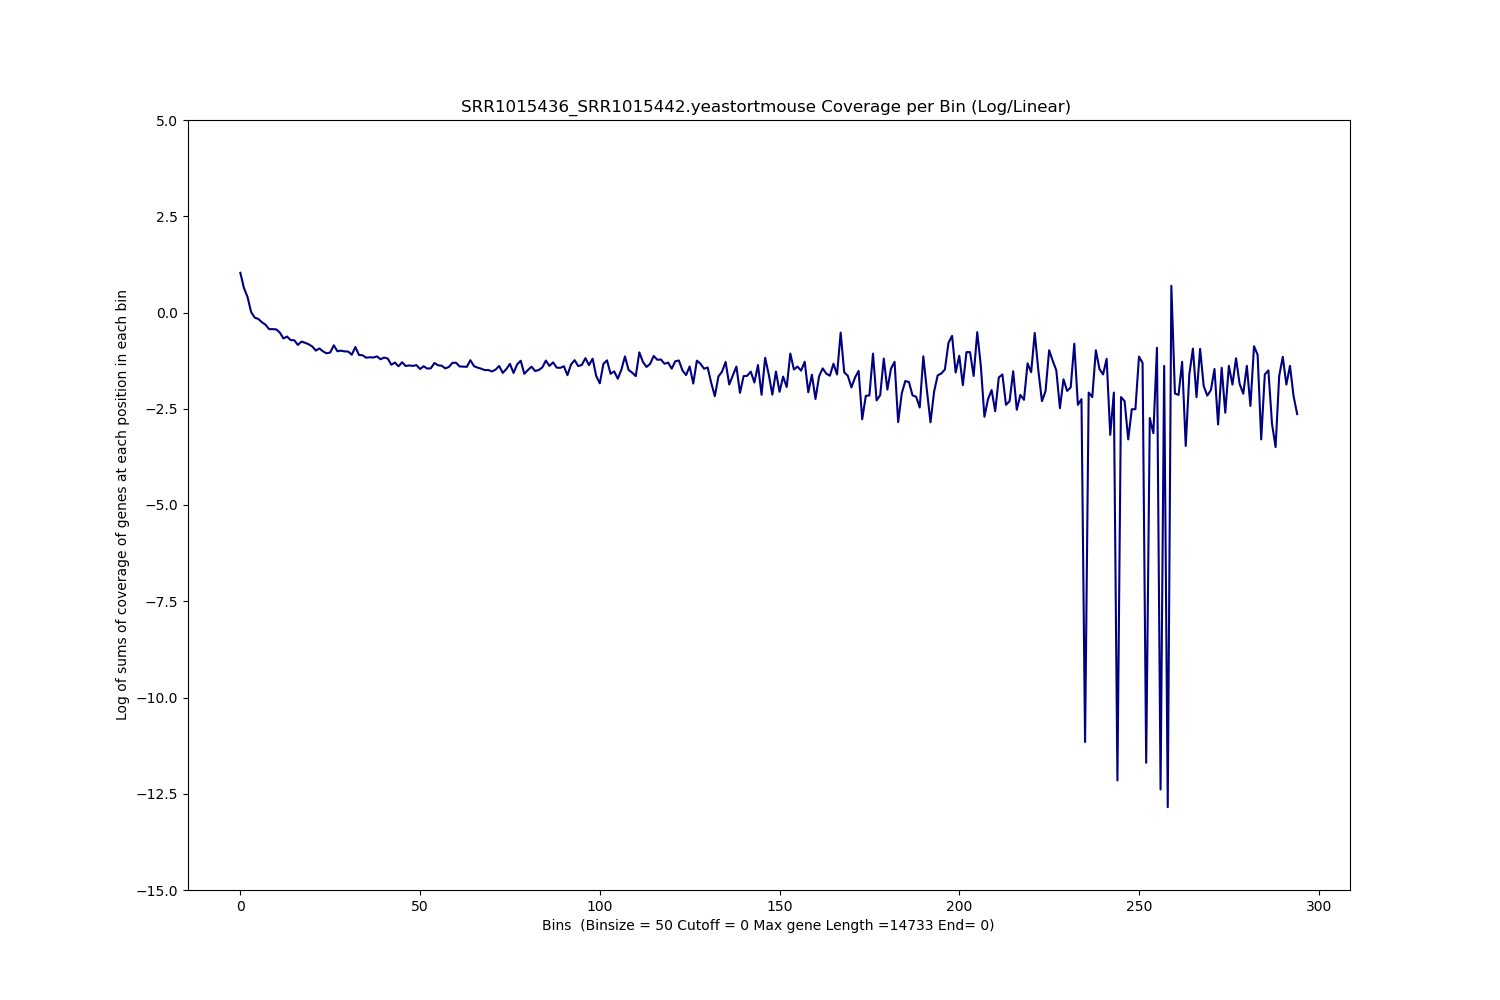 SRR1015436_SRR1015442.yeastortmouse Coverage per Bin (Log/Linear)
5.0
2.5
0.0
−2.5
−5.0
−7.5
−10.0
−12.5
−15.0
Log of sums of coverage of genes at each position in each bin
0 50 100 150 200 250 300
Bins  (Binsize = 50 Cutoff = 0 Max gene Length =14733 End= 0)